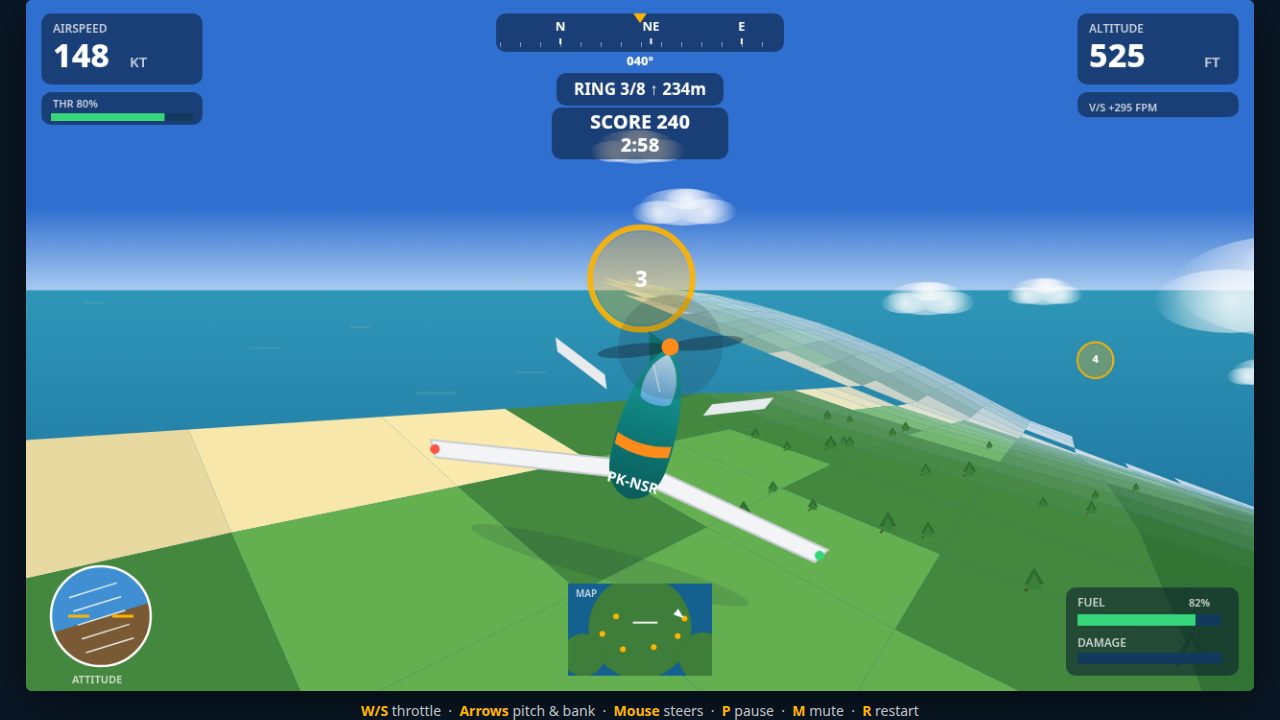 AIRSPEED
148 KT
THR 80%
N NE E
040°
RING 3/8 ↑ 234m
SCORE 240
2:58
ALTITUDE
525 FT
V/S +295 FPM
3
4
PK-NSR
ATTITUDE
MAP
FUEL 82%
DAMAGE
W/S throttle · Arrows pitch & bank · Mouse steers · P pause · M mute · R restart